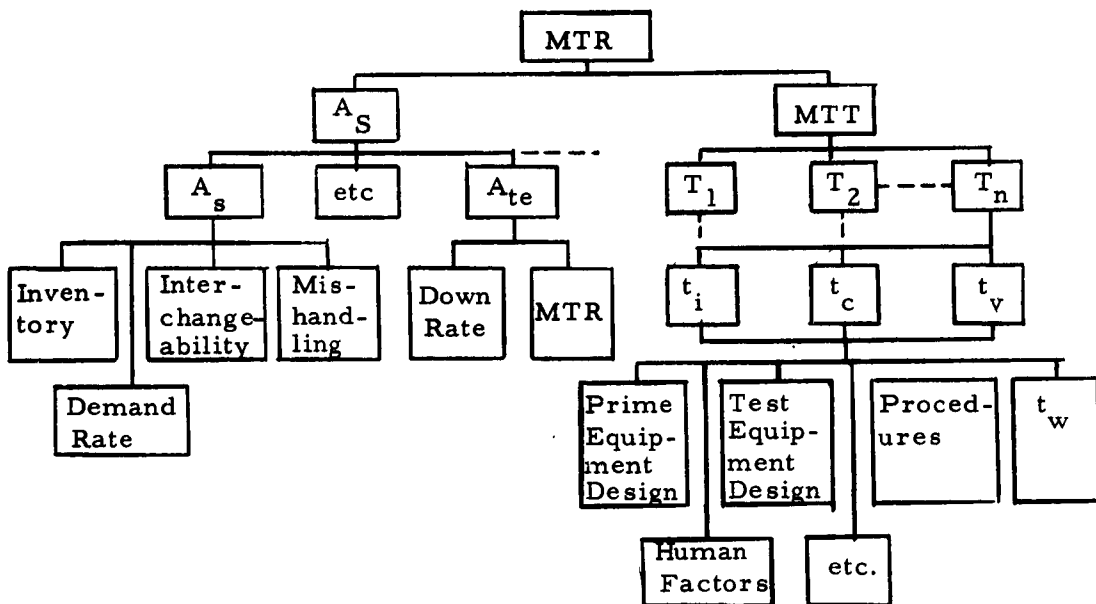 MTR
A_S
MTT
A_s
etc
A_te
T_1
T_2
T_n
Inven-
tory
Inter-
change-
ability
Mis-
handl-
ling
Down
Rate
MTR
t_i
t_c
t_v
Demand
Rate
Prime
Equip-
ment
Design
Test
Equip-
ment
Design
Proced-
ures
t_w
Human
Factors
etc.